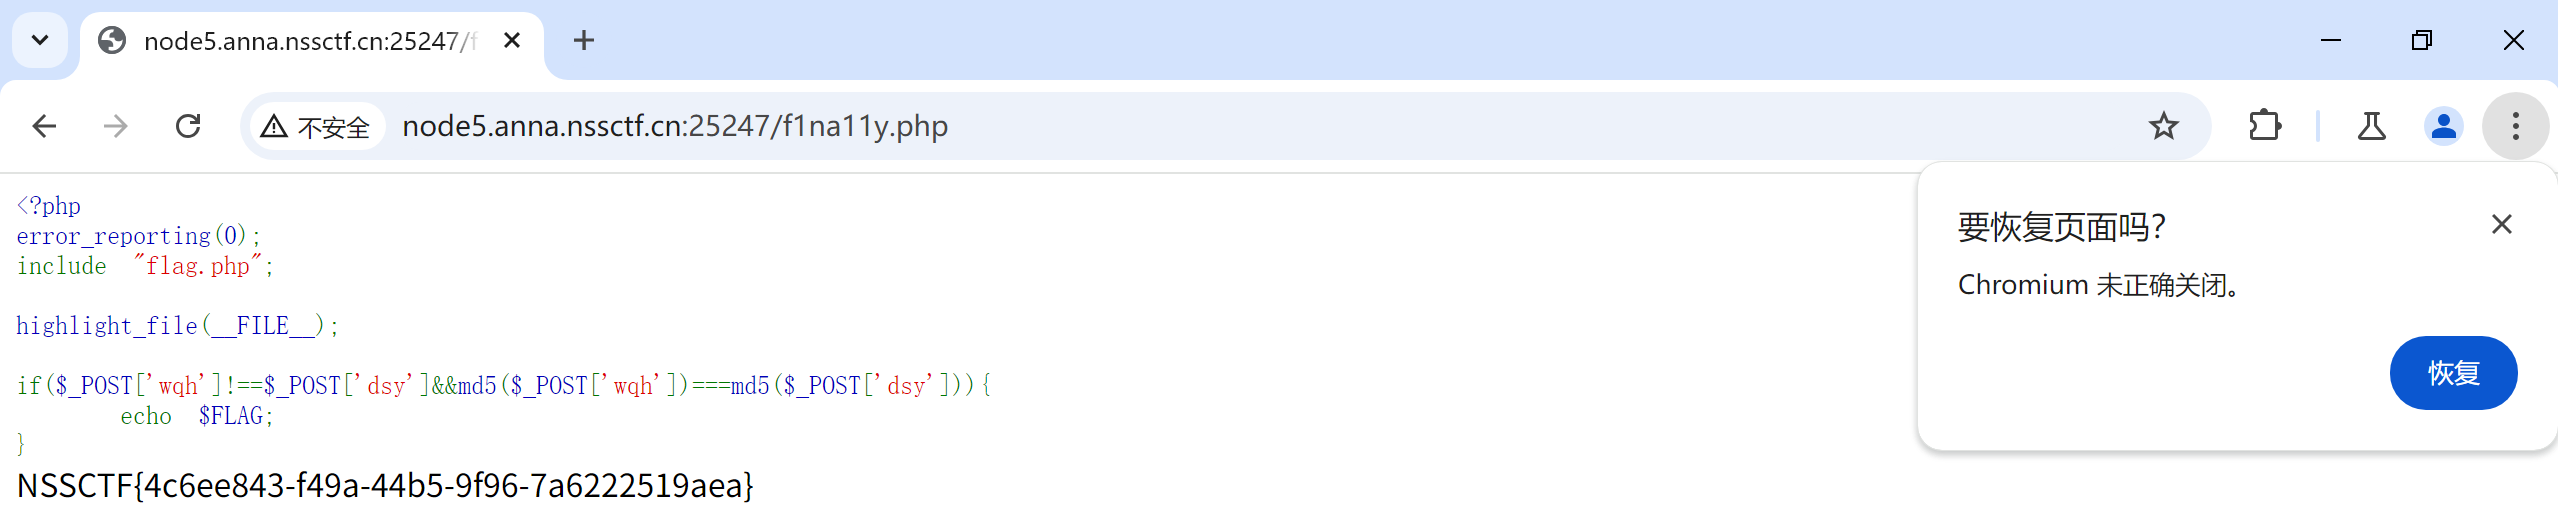 node5.anna.nssctf.cn:25247/f
不安全
node5.anna.nssctf.cn:25247/f1na11y.php
<?php
error_reporting(0);
include "flag.php";
highlight_file(__FILE__);
if($_POST['wqh']!==$_POST['dsy']&&md5($_POST['wqh'])===md5($_POST['dsy'])){
echo $FLAG;
}
NSSCTF{4c6ee843-f49a-44b5-9f96-7a6222519aea}
要恢复页面吗？
Chromium 未正确关闭。
恢复